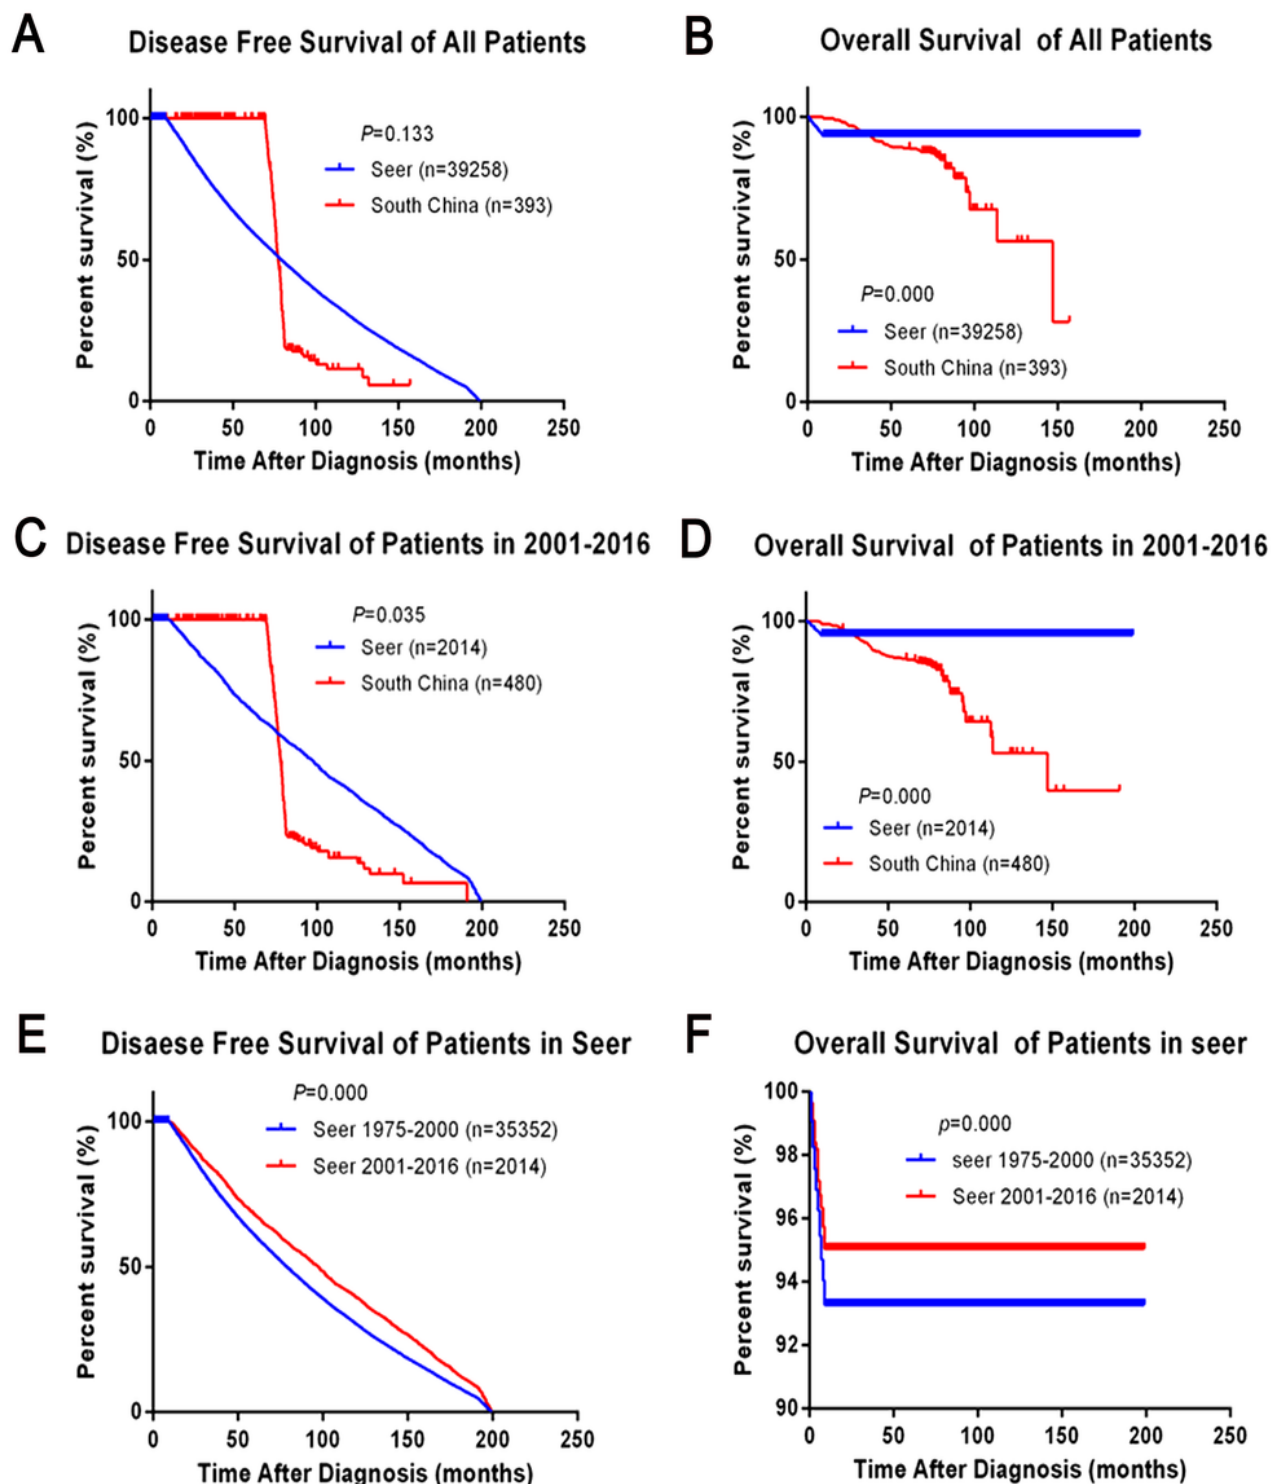 A
Disease Free Survival of All Patients
Percent survival (%)
100
50
0
P=0.133
Seer (n=39258)
South China (n=393)
0 50 100 150 200 250
Time After Diagnosis (months)
B
Overall Survival of All Patients
Percent survival (%)
100
50
0
P=0.000
Seer (n=39258)
South China (n=393)
0 50 100 150 200 250
Time After Diagnosis (months)
C
Disease Free Survival of Patients in 2001-2016
Percent survival (%)
100
50
0
P=0.035
Seer (n=2014)
South China (n=480)
0 50 100 150 200 250
Time After Diagnosis (months)
D
Overall Survival of Patients in 2001-2016
Percent survival (%)
100
50
0
P=0.000
Seer (n=2014)
South China (n=480)
0 50 100 150 200 250
Time After Diagnosis (months)
E
Disaese Free Survival of Patients in Seer
Percent survival (%)
100
50
0
P=0.000
Seer 1975-2000 (n=35352)
Seer 2001-2016 (n=2014)
0 50 100 150 200 250
Time After Diagnosis (months)
F
Overall Survival of Patients in seer
Percent survival (%)
100
98
96
94
92
90
p=0.000
seer 1975-2000 (n=35352)
Seer 2001-2016 (n=2014)
0 50 100 150 200 250
Time After Diagnosis (months)